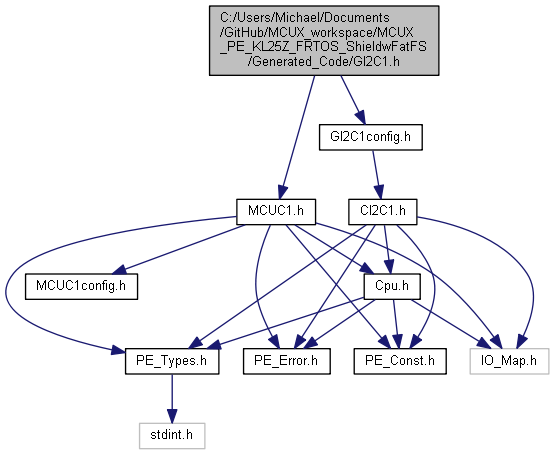 C:/Users/Michael/Documents
/GitHub/MCUX_workspace/MCUX
_PE_KL25Z_FRTOS_ShieldwFatFS
/Generated_Code/GI2C1.h
GI2C1config.h
MCUC1.h
CI2C1.h
MCUC1config.h
Cpu.h
PE_Types.h
PE_Error.h
PE_Const.h
IO_Map.h
stdint.h